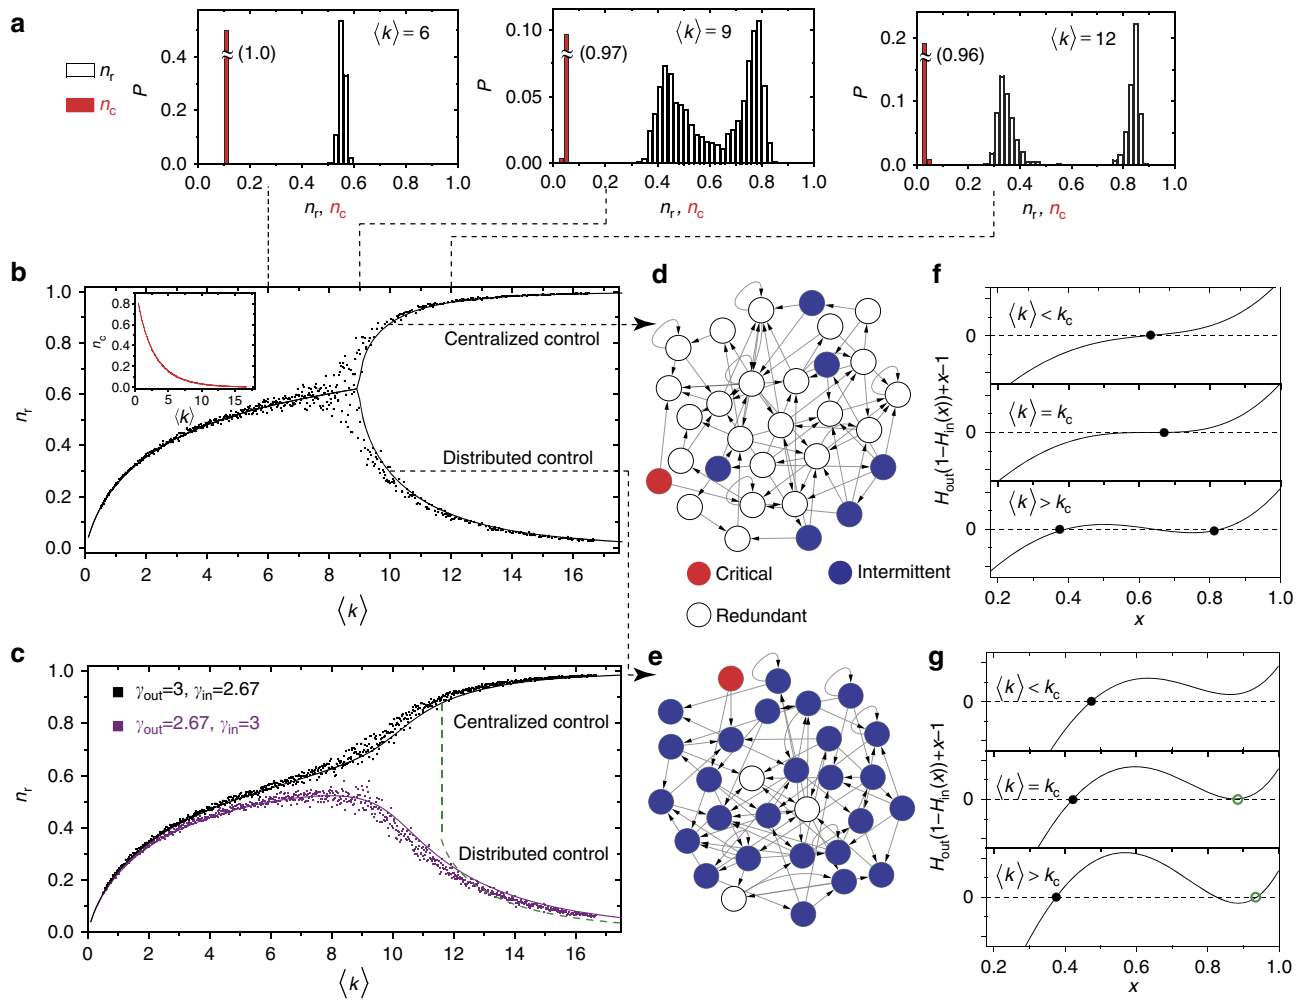 a
⟨k⟩ = 6
⟨k⟩ = 9
⟨k⟩ = 12
n_r
n_c
P
0.4
0.2
0.0
(1.0)
0.0 0.2 0.4 0.6 0.8 1.0
n_r, n_c
P
0.10
0.05
0.00
(0.97)
0.0 0.2 0.4 0.6 0.8 1.0
n_r, n_c
P
0.2
0.1
0.0
(0.96)
0.0 0.2 0.4 0.6 0.8 1.0
n_r, n_c
b
n_r
1.0
0.8
0.6
0.4
0.2
0.0
n_c
0.8
0.6
0.4
0.2
0.0
0 5 10 15
⟨k⟩
Centralized control
Distributed control
0 2 4 6 8 10 12 14 16
⟨k⟩
c
n_r
1.0
0.8
0.6
0.4
0.2
0.0
γ_out=3, γ_in=2.67
γ_out=2.67, γ_in=3
Centralized control
Distributed control
0 2 4 6 8 10 12 14 16
⟨k⟩
d
Critical
Intermittent
Redundant
e
f
H_out(1−H_in(x))+x−1
⟨k⟩ < k_c
0
⟨k⟩ = k_c
0
⟨k⟩ > k_c
0
0.2 0.4 0.6 0.8 1.0
x
g
H_out(1−H_in(x))+x−1
⟨k⟩ < k_c
0
⟨k⟩ = k_c
0
⟨k⟩ > k_c
0
0.2 0.4 0.6 0.8 1.0
x